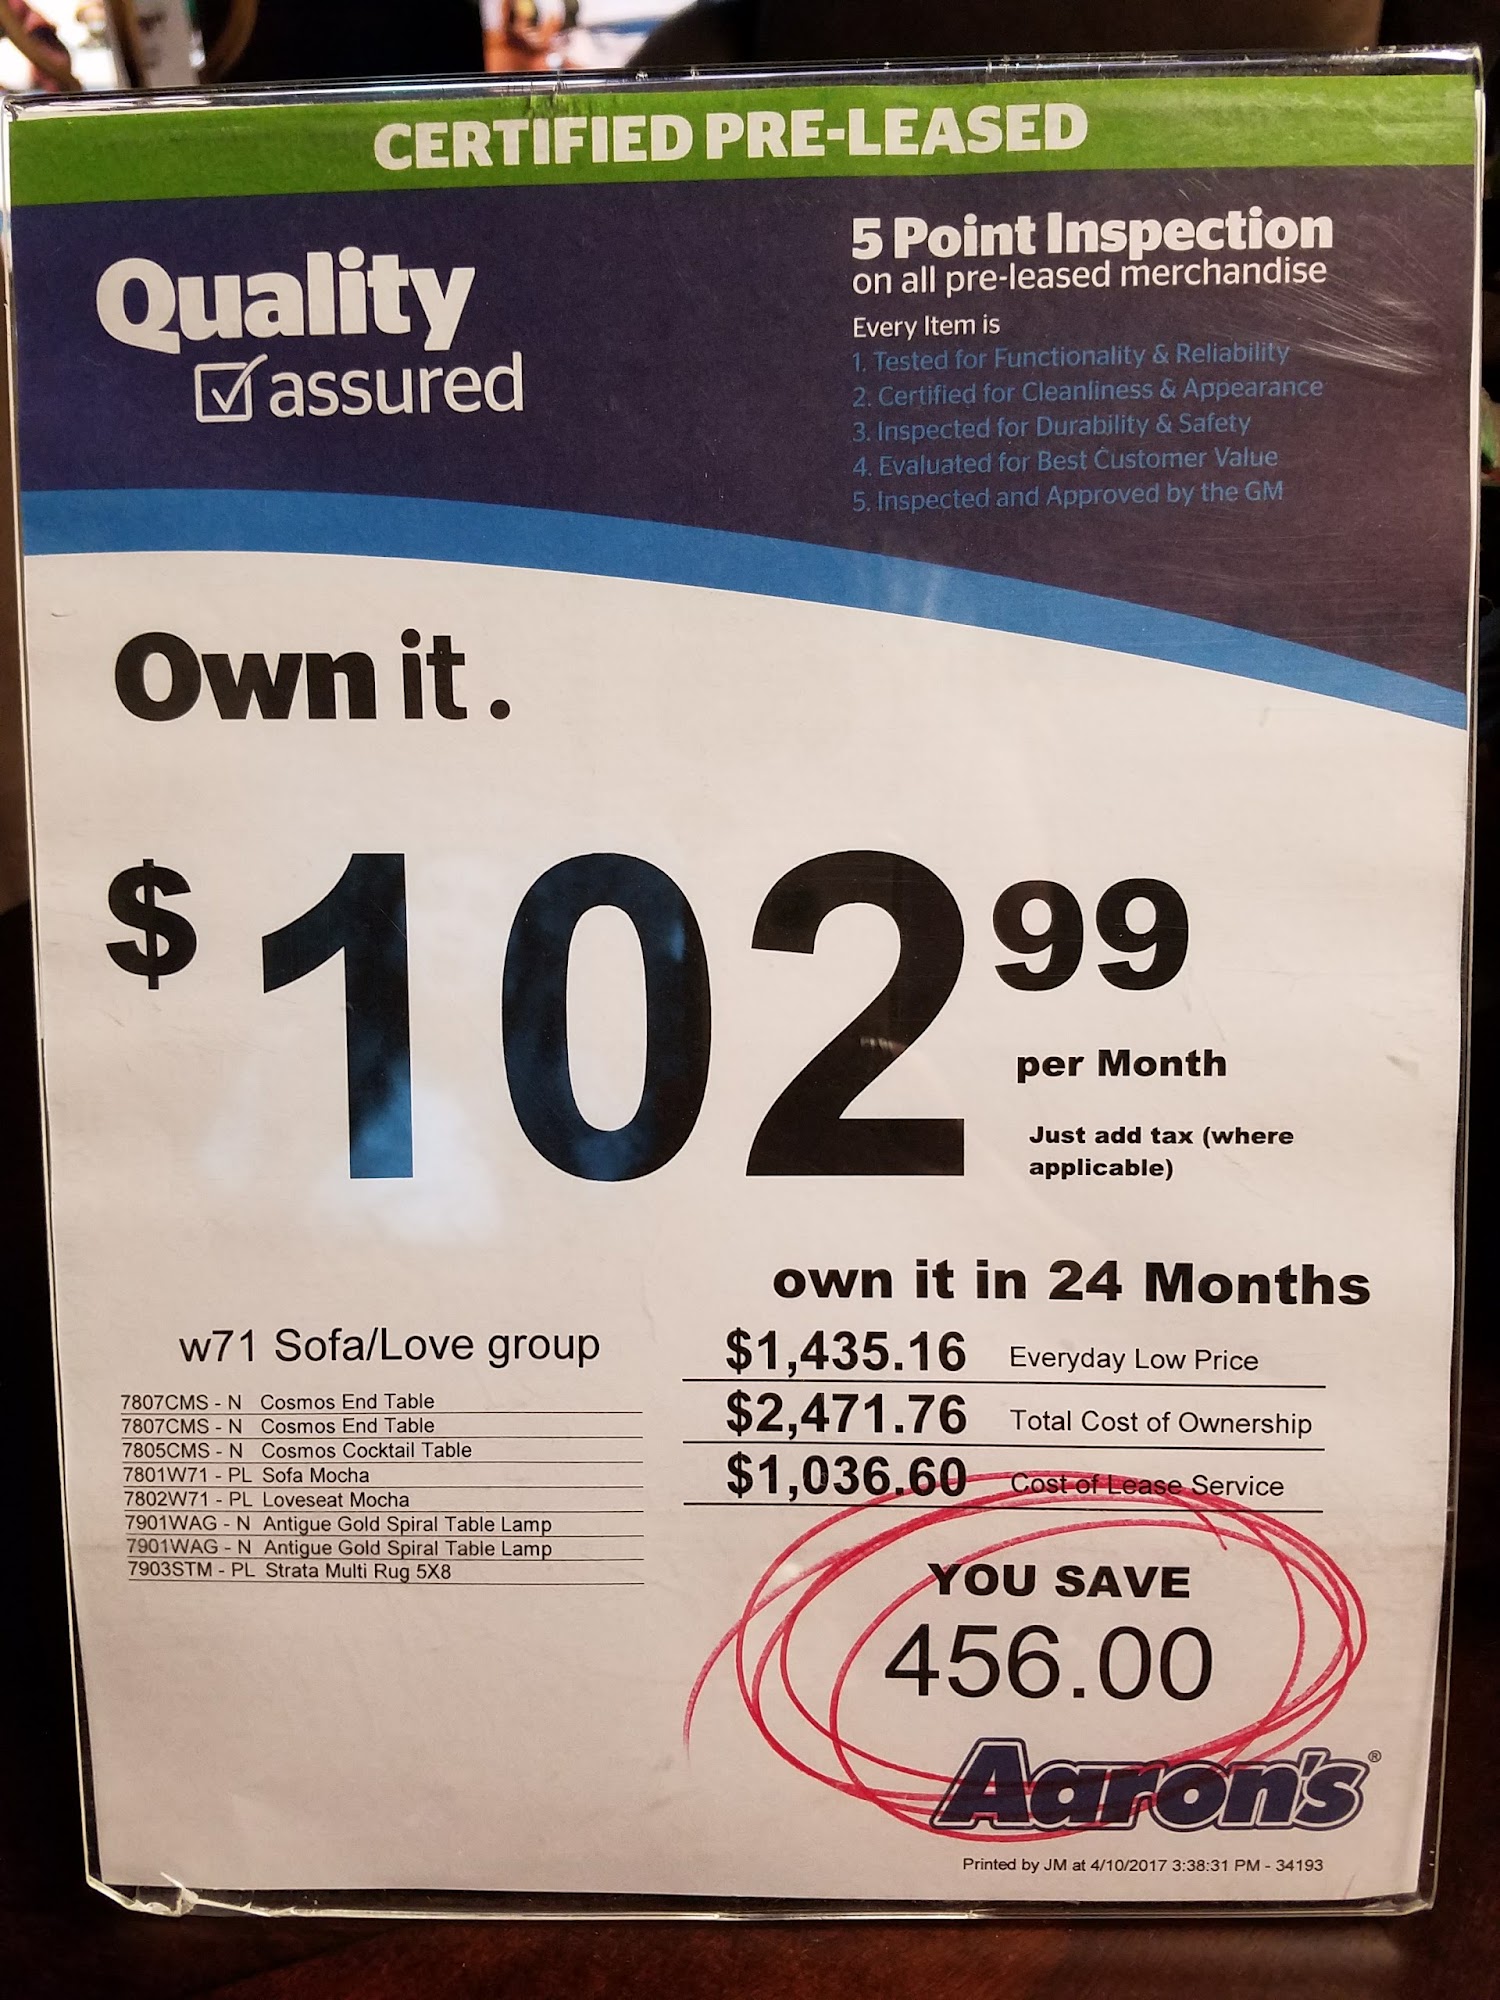 CERTIFIED PRE-LEASED
Quality
assured
5 Point Inspection
on all pre-leased merchandise
Every Item is
1. Tested for Functionality & Reliability
2. Certified for Cleanliness & Appearance
3. Inspected for Durability & Safety
4. Evaluated for Best Customer Value
5. Inspected and Approved by the GM
Own it.
$102.99
per Month
Just add tax (where
applicable)
own it in 24 Months
w71 Sofa/Love group
7807CMS - N Cosmos End Table
7807CMS - N Cosmos End Table
7805CMS - N Cosmos Cocktail Table
7801W71 - PL Sofa Mocha
7802W71 - PL Loveseat Mocha
7901WAG - N Antigue Gold Spiral Table Lamp
7901WAG - N Antigue Gold Spiral Table Lamp
7903STM - PL Strata Multi Rug 5X8
$1,435.16 Everyday Low Price
$2,471.76 Total Cost of Ownership
$1,036.60 Cost of Lease Service
YOU SAVE
456.00
Aaron's®
Printed by JM at 4/10/2017 3:38:31 PM - 34193